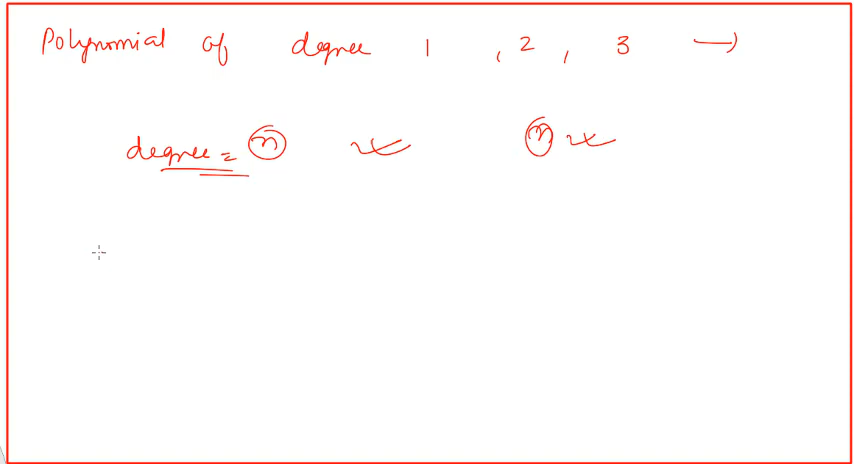 Polynomial of degree 1 , 2 , 3 →
degree = n n